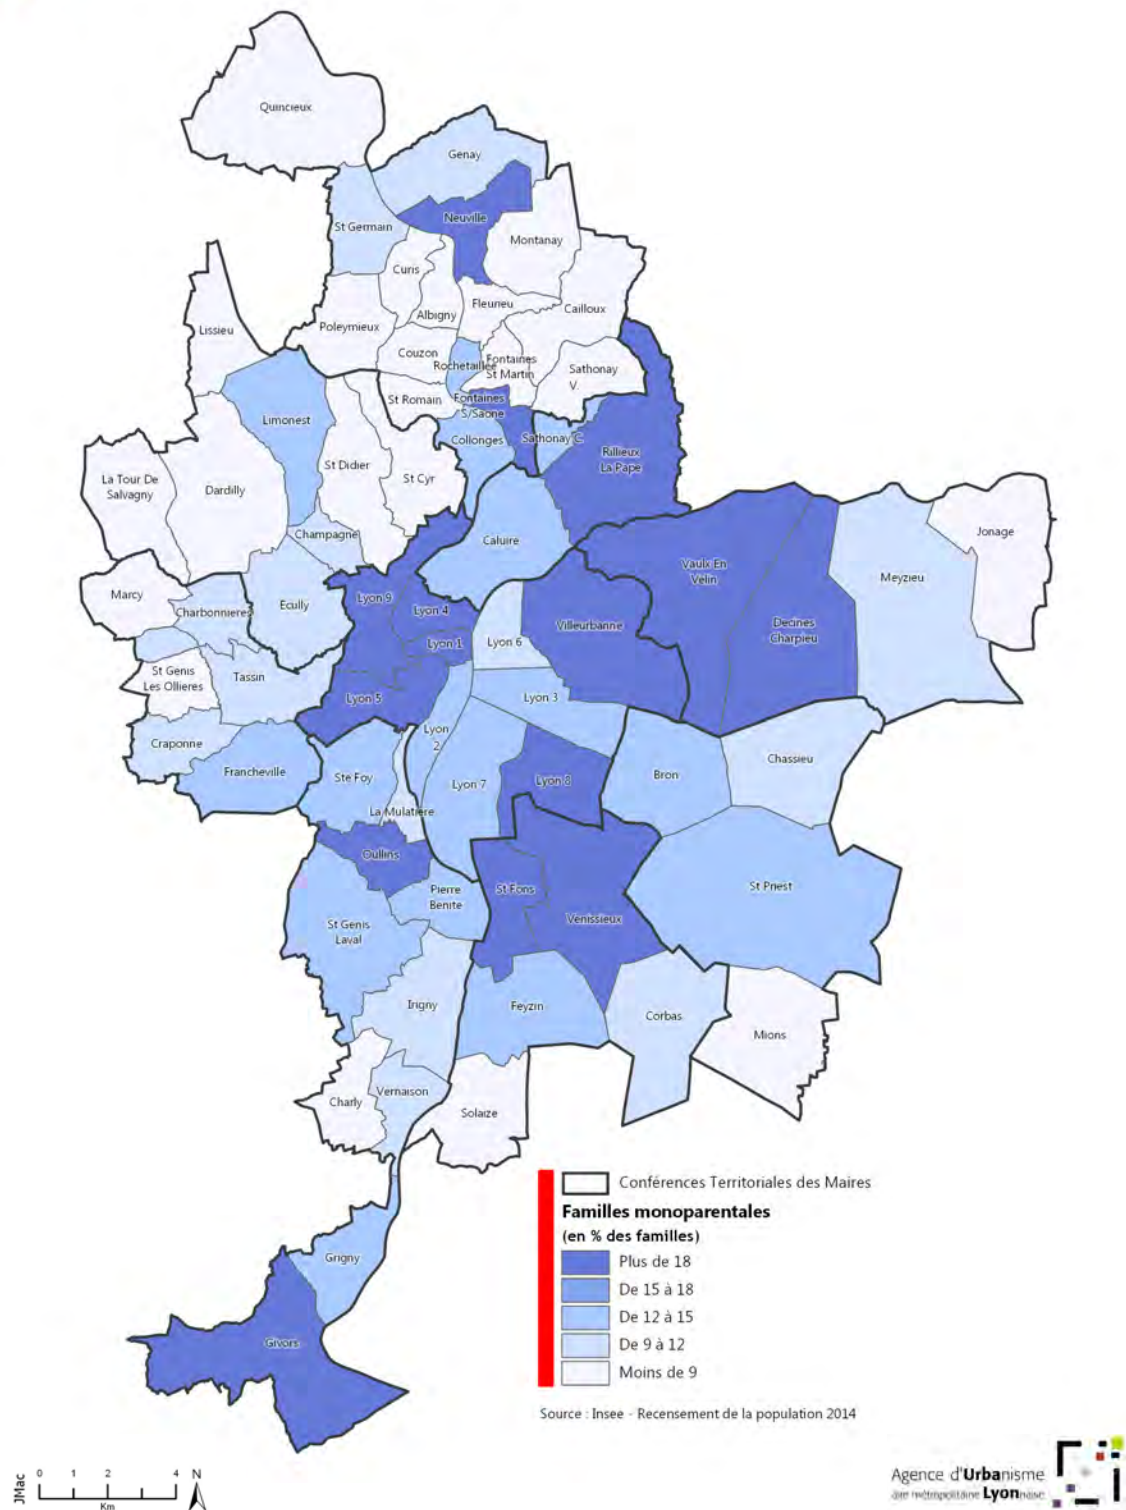 Quincieux
Genay
Neuville
St Germain
Montanay
Curis
Fleurieu
Cailloux
Albigny
Lissieu
Poleymieux
Couzon
Rochetaillée
Fontaines
St Martin
Sathonay
V.
St Romain
Fontaines
S/Saône
Limonest
Collonges
Sathonay C.
Rillieux
La Pape
La Tour De
Salvagny
Dardilly
St Didier
St Cyr
Champagne
Caluire
Jonage
Vaulx En
Velin
Meyzieu
Marcy
Charbonnieres
Ecully
Lyon 9
Lyon 4
Villeurbanne
Decines
Charpieu
Lyon 1
Lyon 6
St Genis
Les Ollieres
Tassin
Lyon 5
Lyon 3
Craponne
Lyon
2
Francheville
Ste Foy
Lyon 7
Lyon 8
Bron
Chassieu
La Mulatière
Oullins
Pierre
Benite
St Fons
St Priest
Venissieux
St Genis
Laval
Irigny
Feyzin
Corbas
Mions
Charly
Vernaison
Solaize
Conférences Territoriales des Maires
Familles monoparentales
(en % des familles)
Plus de 18
De 15 à 18
De 12 à 15
De 9 à 12
Moins de 9
Grigny
Givors
Source : Insee - Recensement de la population 2014
JMac
0 1 2 4
Km
N
Agence d'Urbanisme
aire métropolitaine Lyonnaise